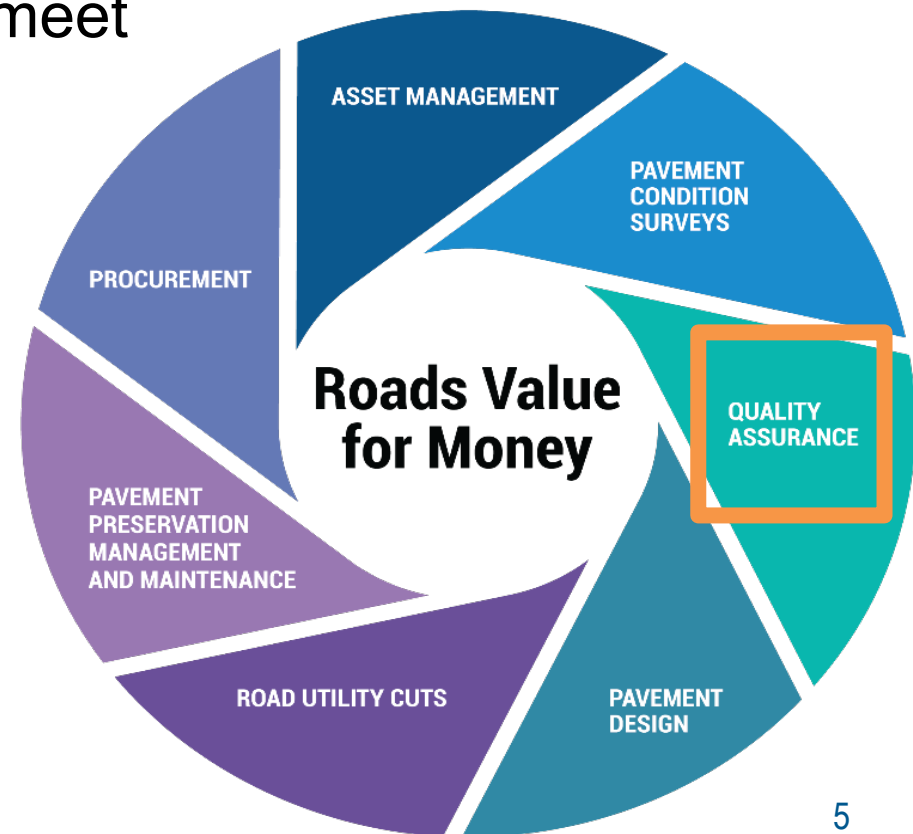 meet
ASSET MANAGEMENT
PAVEMENT
CONDITION
SURVEYS
PROCUREMENT
Roads Value
for Money
QUALITY
ASSURANCE
PAVEMENT
PRESERVATION
MANAGEMENT
AND MAINTENANCE
ROAD UTILITY CUTS
PAVEMENT
DESIGN
5